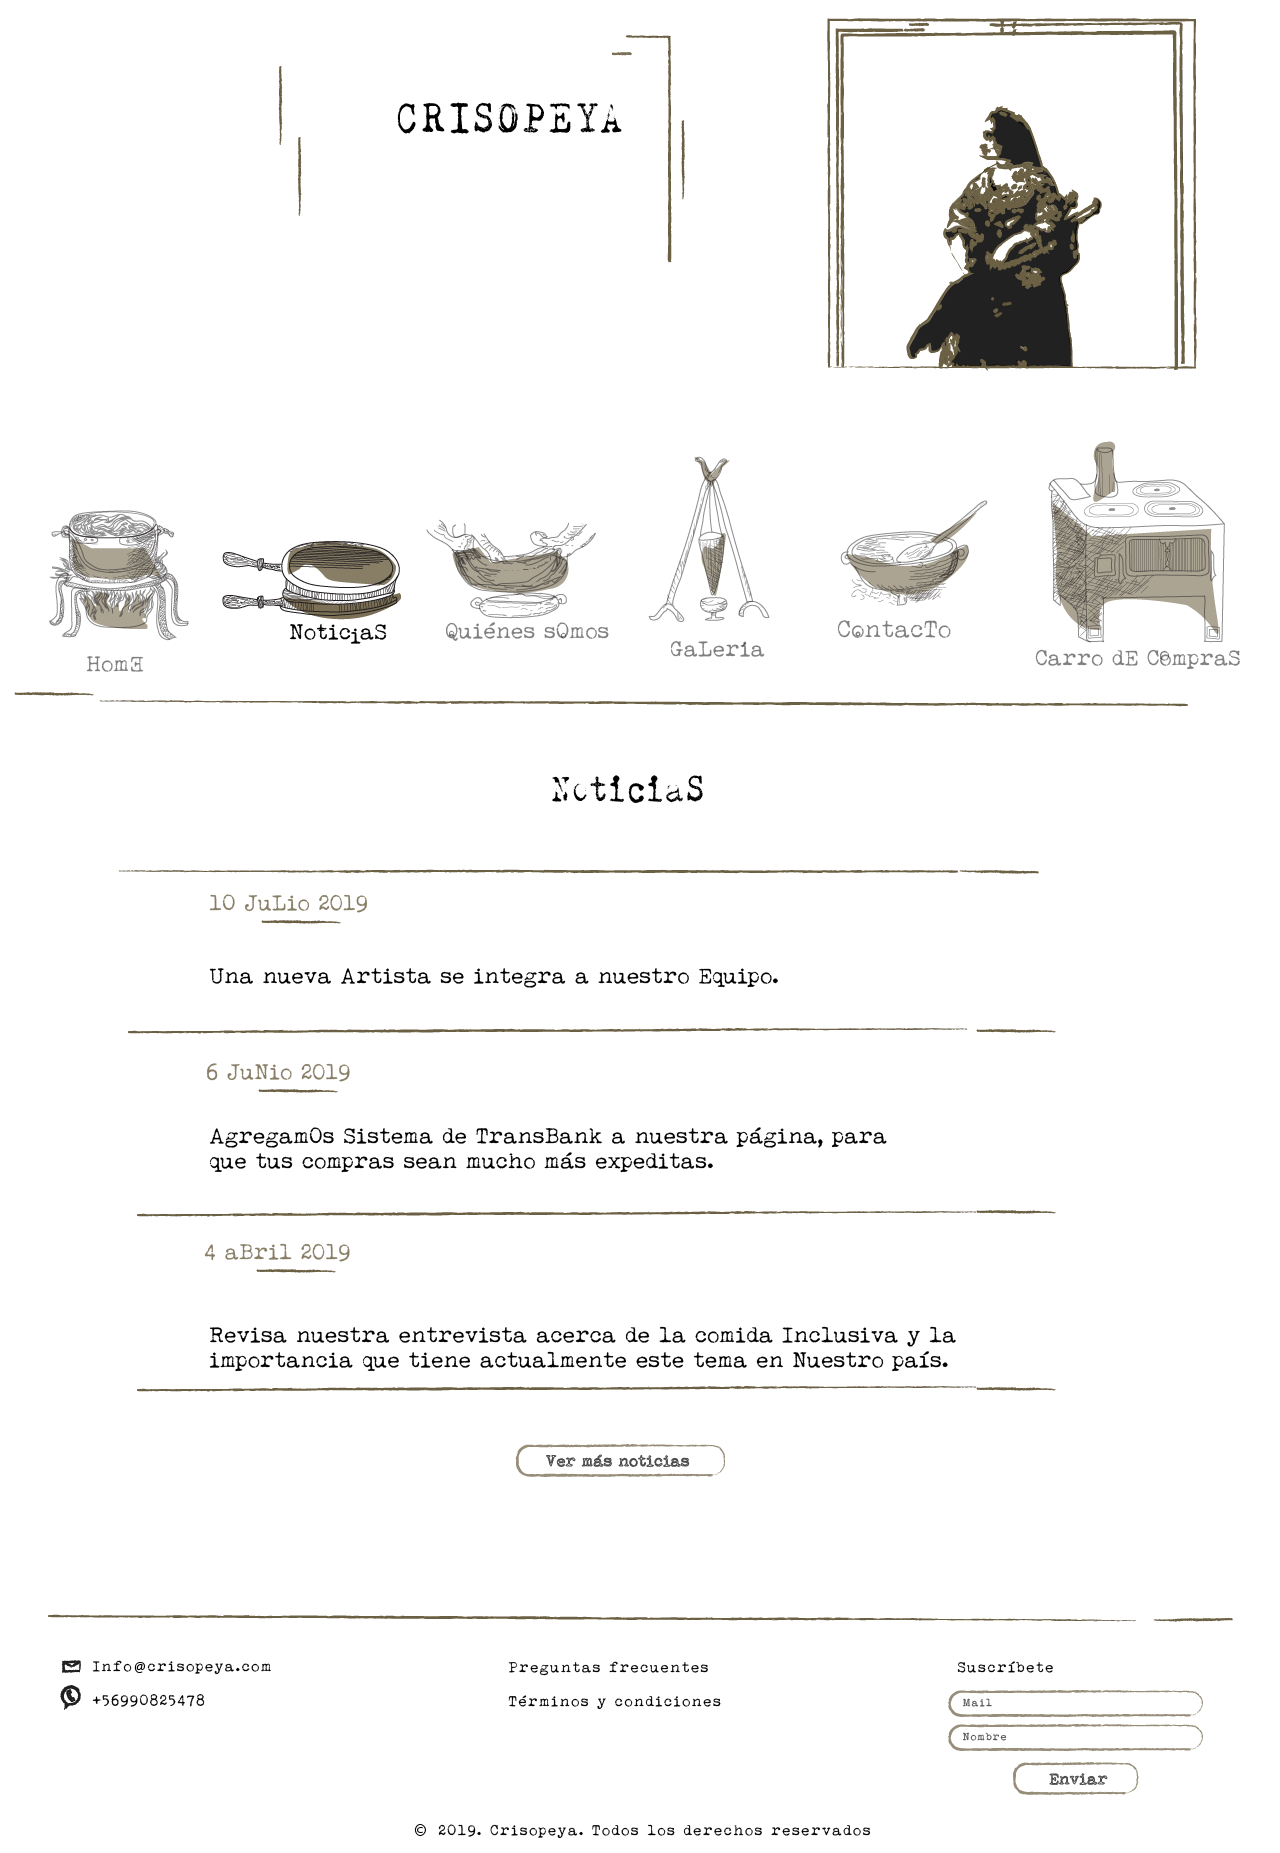 CRISOPEYA
HomE
NoticiaS
Quiénes sOmos
GaLeria
ContacTo
Carro dE COmpraS
NoticiaS
10 JuLio 2019
Una nueva Artista se integra a nuestro Equipo.
6 JuNio 2019
AgregamOs Sistema de TransBank a nuestra página, para
que tus compras sean mucho más expeditas.
4 aBril 2019
Revisa nuestra entrevista acerca de la comida Inclusiva y la
importancia que tiene actualmente este tema en Nuestro país.
Ver más noticias
Info@crisopeya.com
+56990825478
Preguntas frecuentes
Términos y condiciones
Suscríbete
Mail
Nombre
Enviar
© 2019. Crisopeya. Todos los derechos reservados